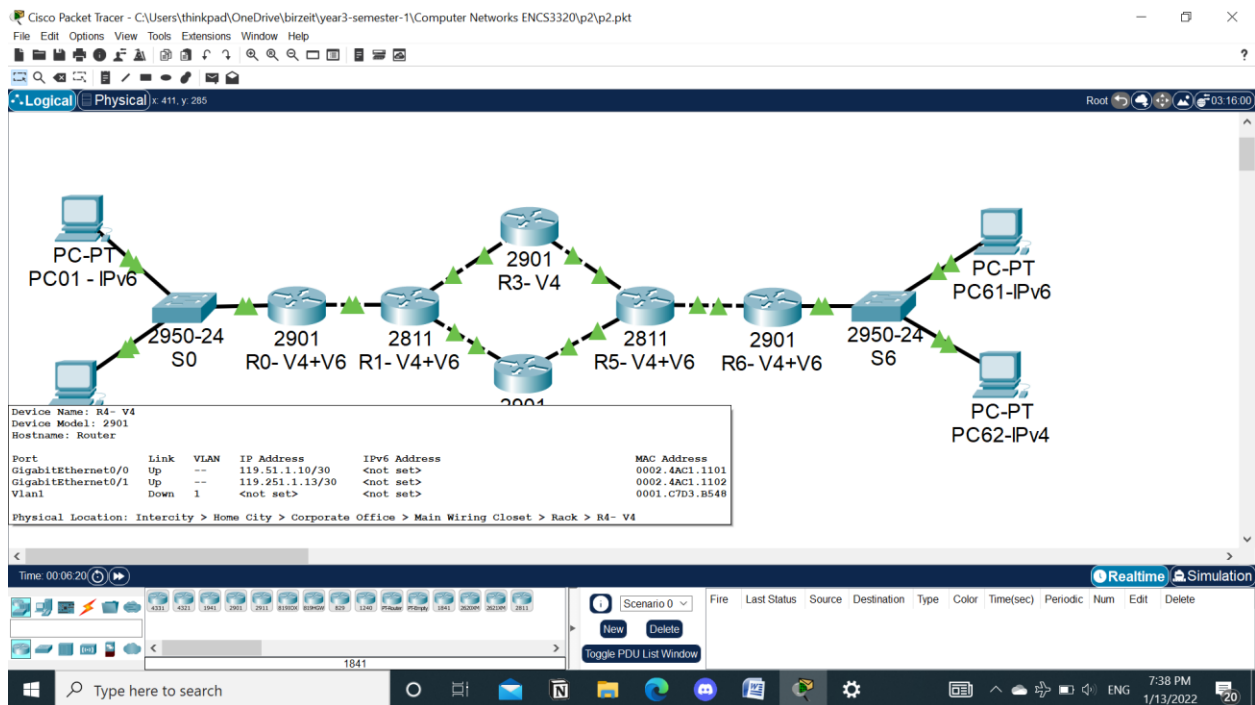 Cisco Packet Tracer - C:\Users\thinkpad\OneDrive\birzeit\year3-semester-1\Computer Networks ENCS3320\p2\p2.pkt
File Edit Options View Tools Extensions Window Help
?
Logical Physical x: 411, y: 285 Root 03:16:00
PC-PT
PC01 - IPv6
2950-24
S0
2901
R0- V4+V6
2811
R1- V4+V6
2901
R3- V4
2901
2811
R5- V4+V6
2901
R6- V4+V6
2950-24
S6
PC-PT
PC61-IPv6
PC-PT
PC62-IPv4
Device Name: R4- V4
Device Model: 2901
Hostname: Router
Port Link VLAN IP Address IPv6 Address MAC Address
GigabitEthernet0/0 Up -- 119.51.1.10/30 <not set> 0002.4AC1.1101
GigabitEthernet0/1 Up -- 119.251.1.13/30 <not set> 0002.4AC1.1102
Vlan1 Down 1 <not set> <not set> 0001.C7D3.B548
Physical Location: Intercity > Home City > Corporate Office > Main Wiring Closet > Rack > R4- V4
Time: 00:06:20 Realtime Simulation
4331 4321 1941 2901 2911 819IOX 819HGW 829 1240 PT-Router PT-Empty 1841 2620XM 2621XM 2811
Scenario 0
New Delete
Toggle PDU List Window
Fire Last Status Source Destination Type Color Time(sec) Periodic Num Edit Delete
1841
Type here to search
ENG
7:38 PM
1/13/2022
20